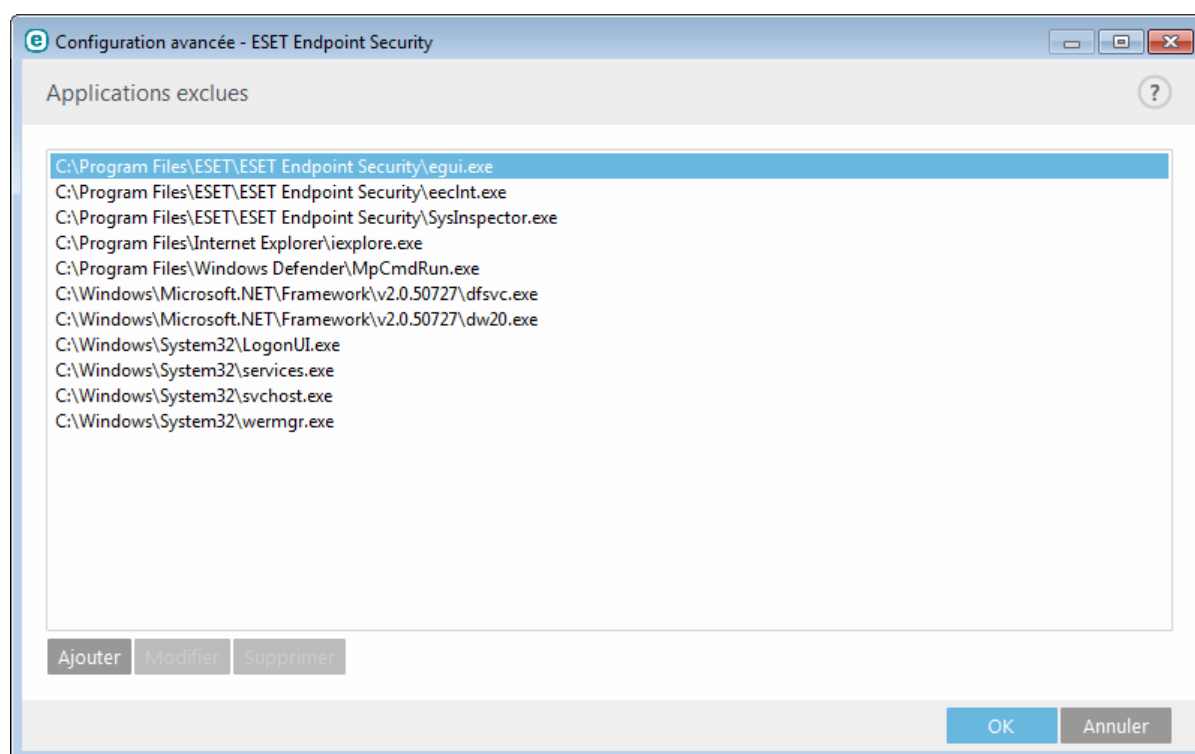 e Configuration avancée - ESET Endpoint Security
Applications exclues ?
C:\Program Files\ESET\ESET Endpoint Security\egui.exe
C:\Program Files\ESET\ESET Endpoint Security\eeclnt.exe
C:\Program Files\ESET\ESET Endpoint Security\SysInspector.exe
C:\Program Files\Internet Explorer\iexplore.exe
C:\Program Files\Windows Defender\MpCmdRun.exe
C:\Windows\Microsoft.NET\Framework\v2.0.50727\dfsvc.exe
C:\Windows\Microsoft.NET\Framework\v2.0.50727\dw20.exe
C:\Windows\System32\LogonUI.exe
C:\Windows\System32\services.exe
C:\Windows\System32\svchost.exe
C:\Windows\System32\wermgr.exe
Ajouter Modifier Supprimer
OK Annuler